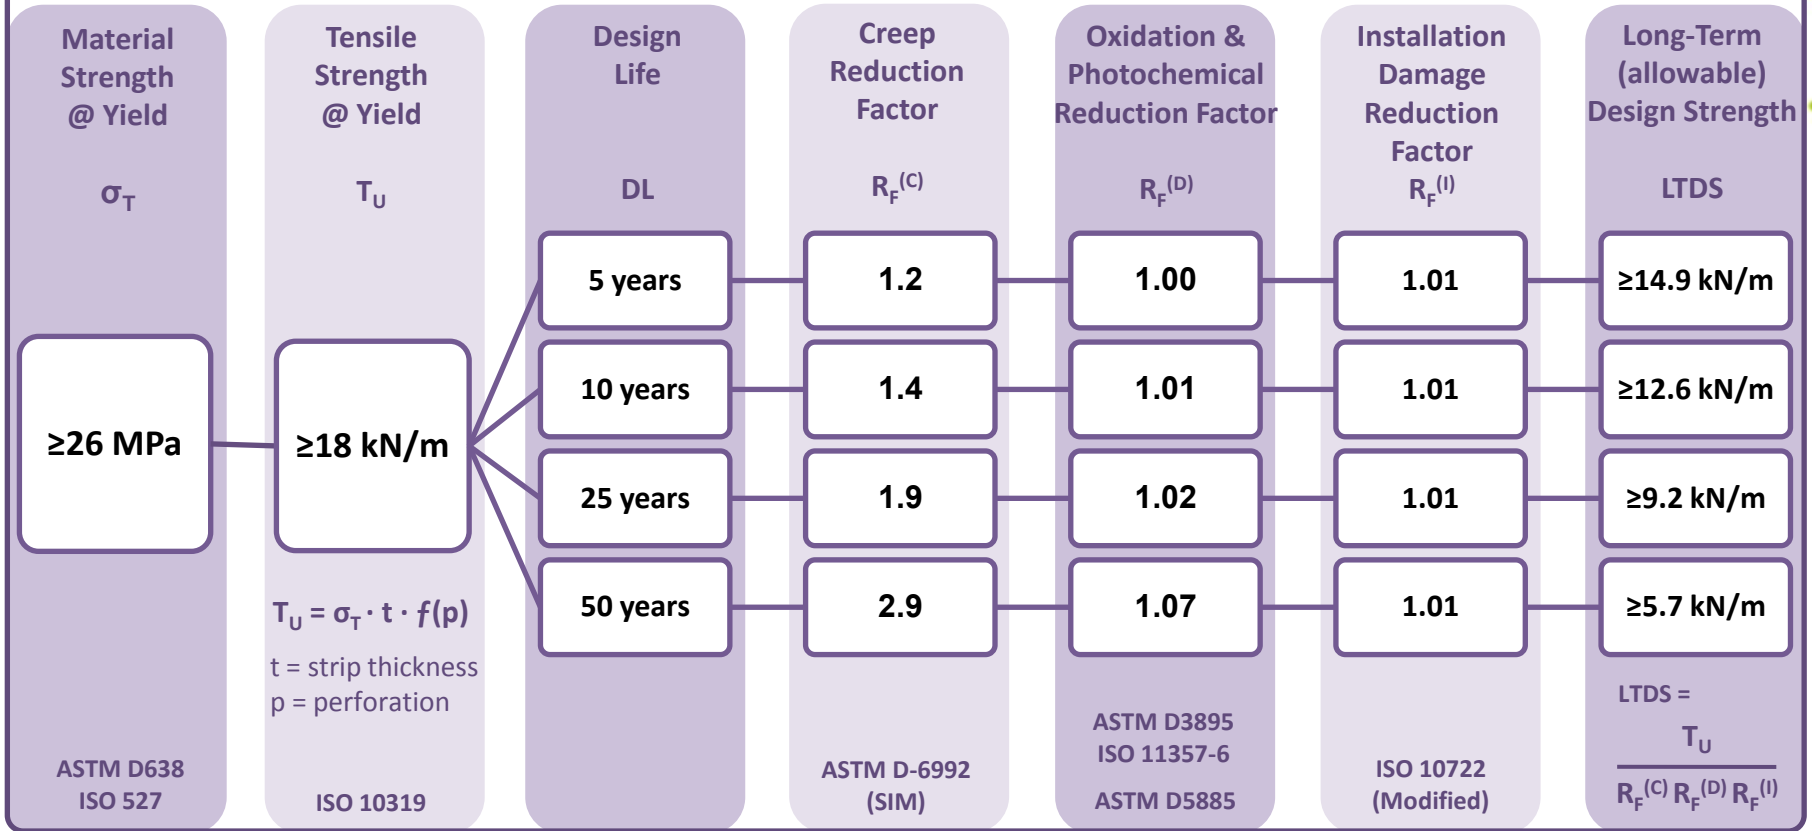 Material
Strength
@ Yield
σT
≥26 MPa
ASTM D638
ISO 527
Tensile
Strength
@ Yield
TU
≥18 kN/m
TU = σT · t · ƒ(p)
t = strip thickness
p = perforation
ISO 10319
Design
Life
DL
5 years
10 years
25 years
50 years
Creep
Reduction
Factor
RF(C)
1.2
1.4
1.9
2.9
ASTM D-6992
(SIM)
Oxidation &
Photochemical
Reduction Factor
RF(D)
1.00
1.01
1.02
1.07
ASTM D3895
ISO 11357-6
ASTM D5885
Installation
Damage
Reduction
Factor
RF(I)
1.01
1.01
1.01
1.01
ISO 10722
(Modified)
Long-Term
(allowable)
Design Strength
LTDS
≥14.9 kN/m
≥12.6 kN/m
≥9.2 kN/m
≥5.7 kN/m
LTDS =
TU
RF(C) RF(D) RF(I)